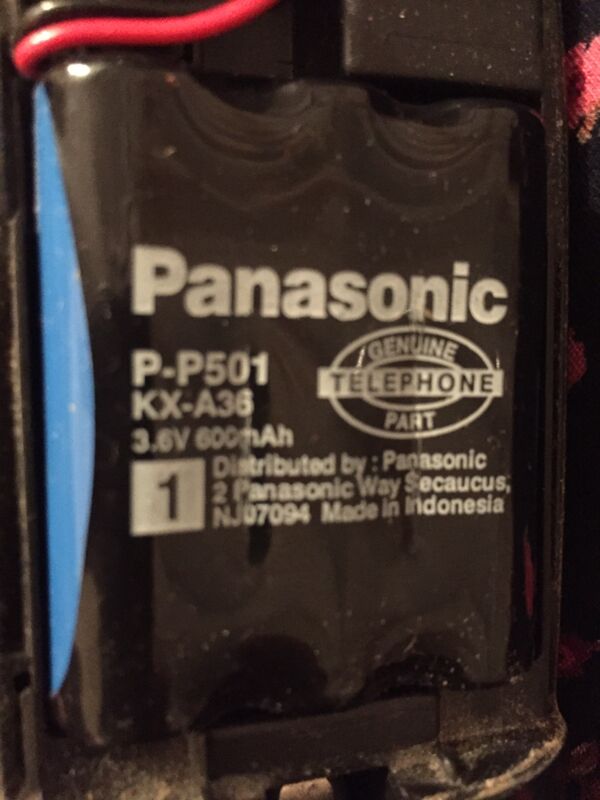 Panasonic
P-P501
KX-A36
3.6V 600mAh
GENUINE
TELEPHONE
PART
1
Distributed by : Panasonic
2 Panasonic Way Secaucus,
NJ07094 Made in Indonesia